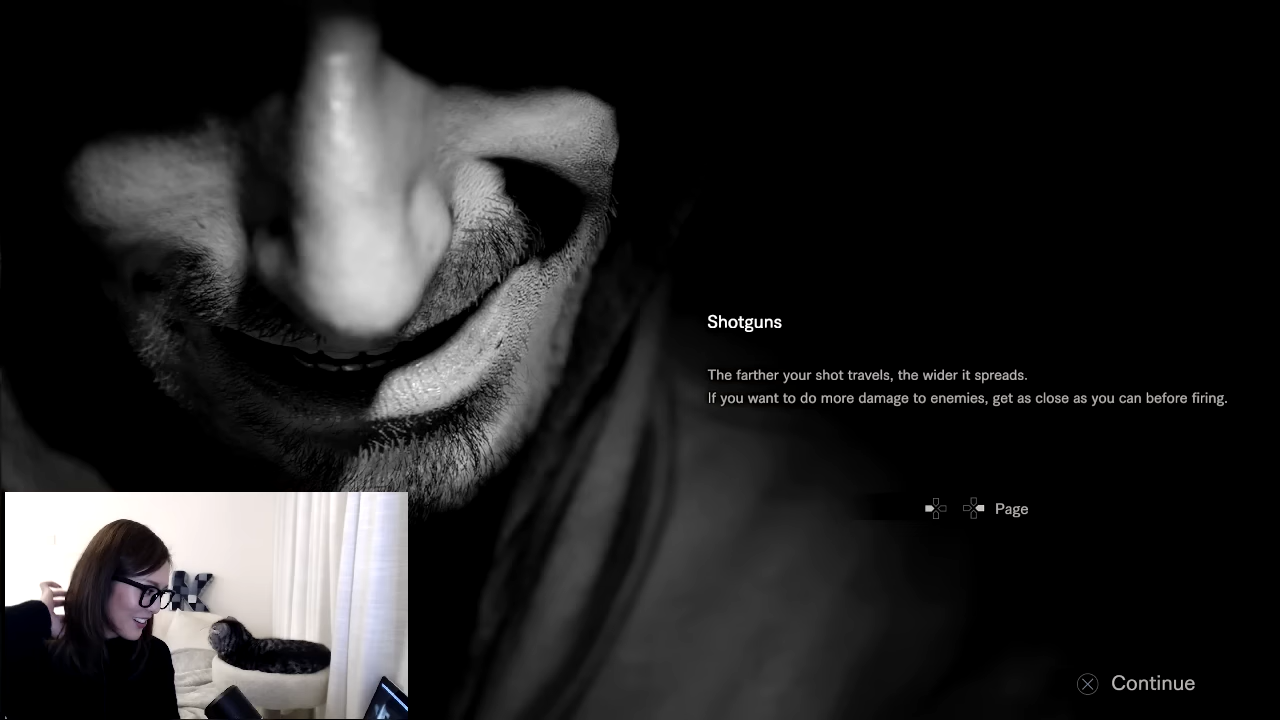 Shotguns
The farther your shot travels, the wider it spreads.
If you want to do more damage to enemies, get as close as you can before firing.
Page
Continue